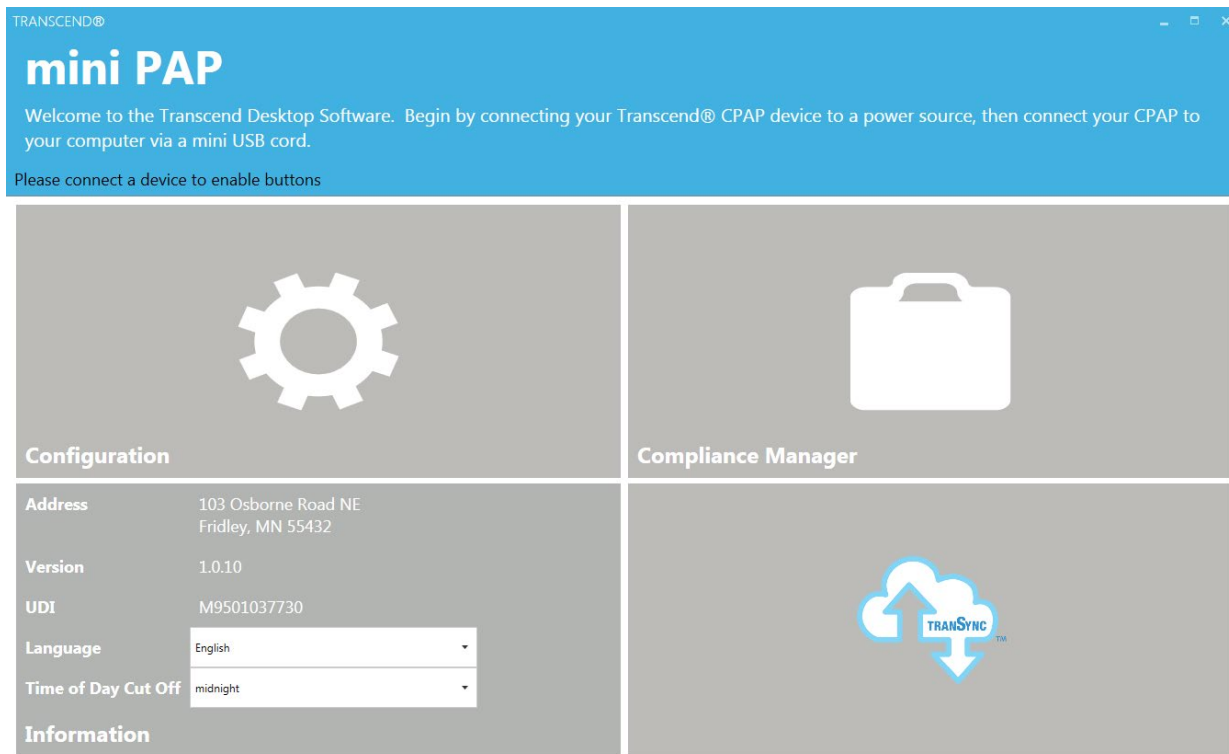 TRANSCEND®
mini PAP
Welcome to the Transcend Desktop Software. Begin by connecting your Transcend® CPAP device to a power source, then connect your CPAP to
your computer via a mini USB cord.
Please connect a device to enable buttons
Configuration
Compliance Manager
Address 103 Osborne Road NE
Fridley, MN 55432
Version 1.0.10
UDI M9501037730
Language English
Time of Day Cut Off midnight
Information
TRANSYNC™